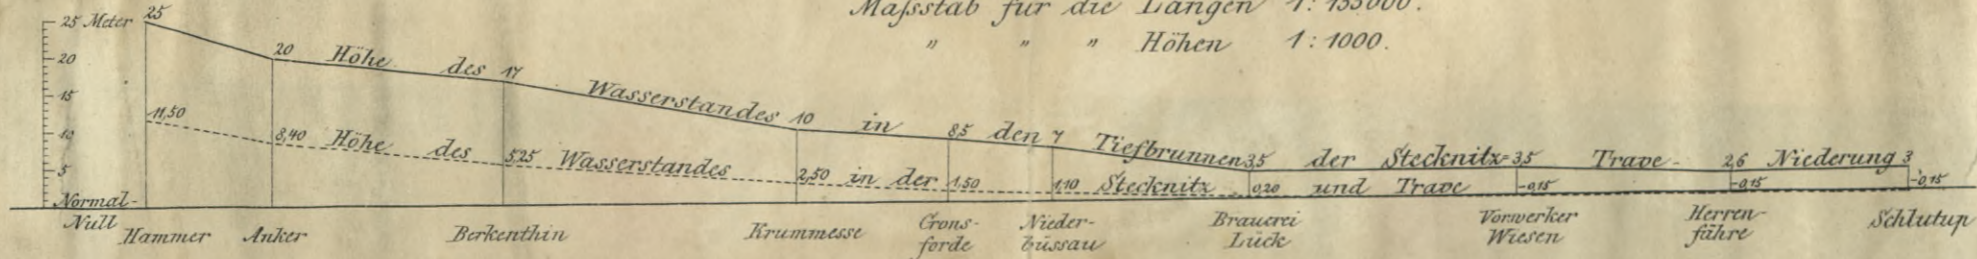 Maßstab für die Längen 1:155000.
" " " Höhen 1:1000.
25 Meter
20
15
10
5
Normal-
Null
25 20 Höhe des 17 Wasserstandes 10 in 8,5 den 7 Tiefbrunnen 3,5 der Stecknitz- 3,5 Trave- 2,6 Niederung 3
11,50 8,40 Höhe des 5,25 Wasserstandes 2,50 in der 1,50 1,10 Stecknitz 0,20 und Trave -0,15 -0,15 -0,15
Hammer Anker Berkenthin Krummesse Crons-
forde Nieder-
büssau Brauerei
Lück Vorwerker
Wiesen Herren-
fähre Schlutup